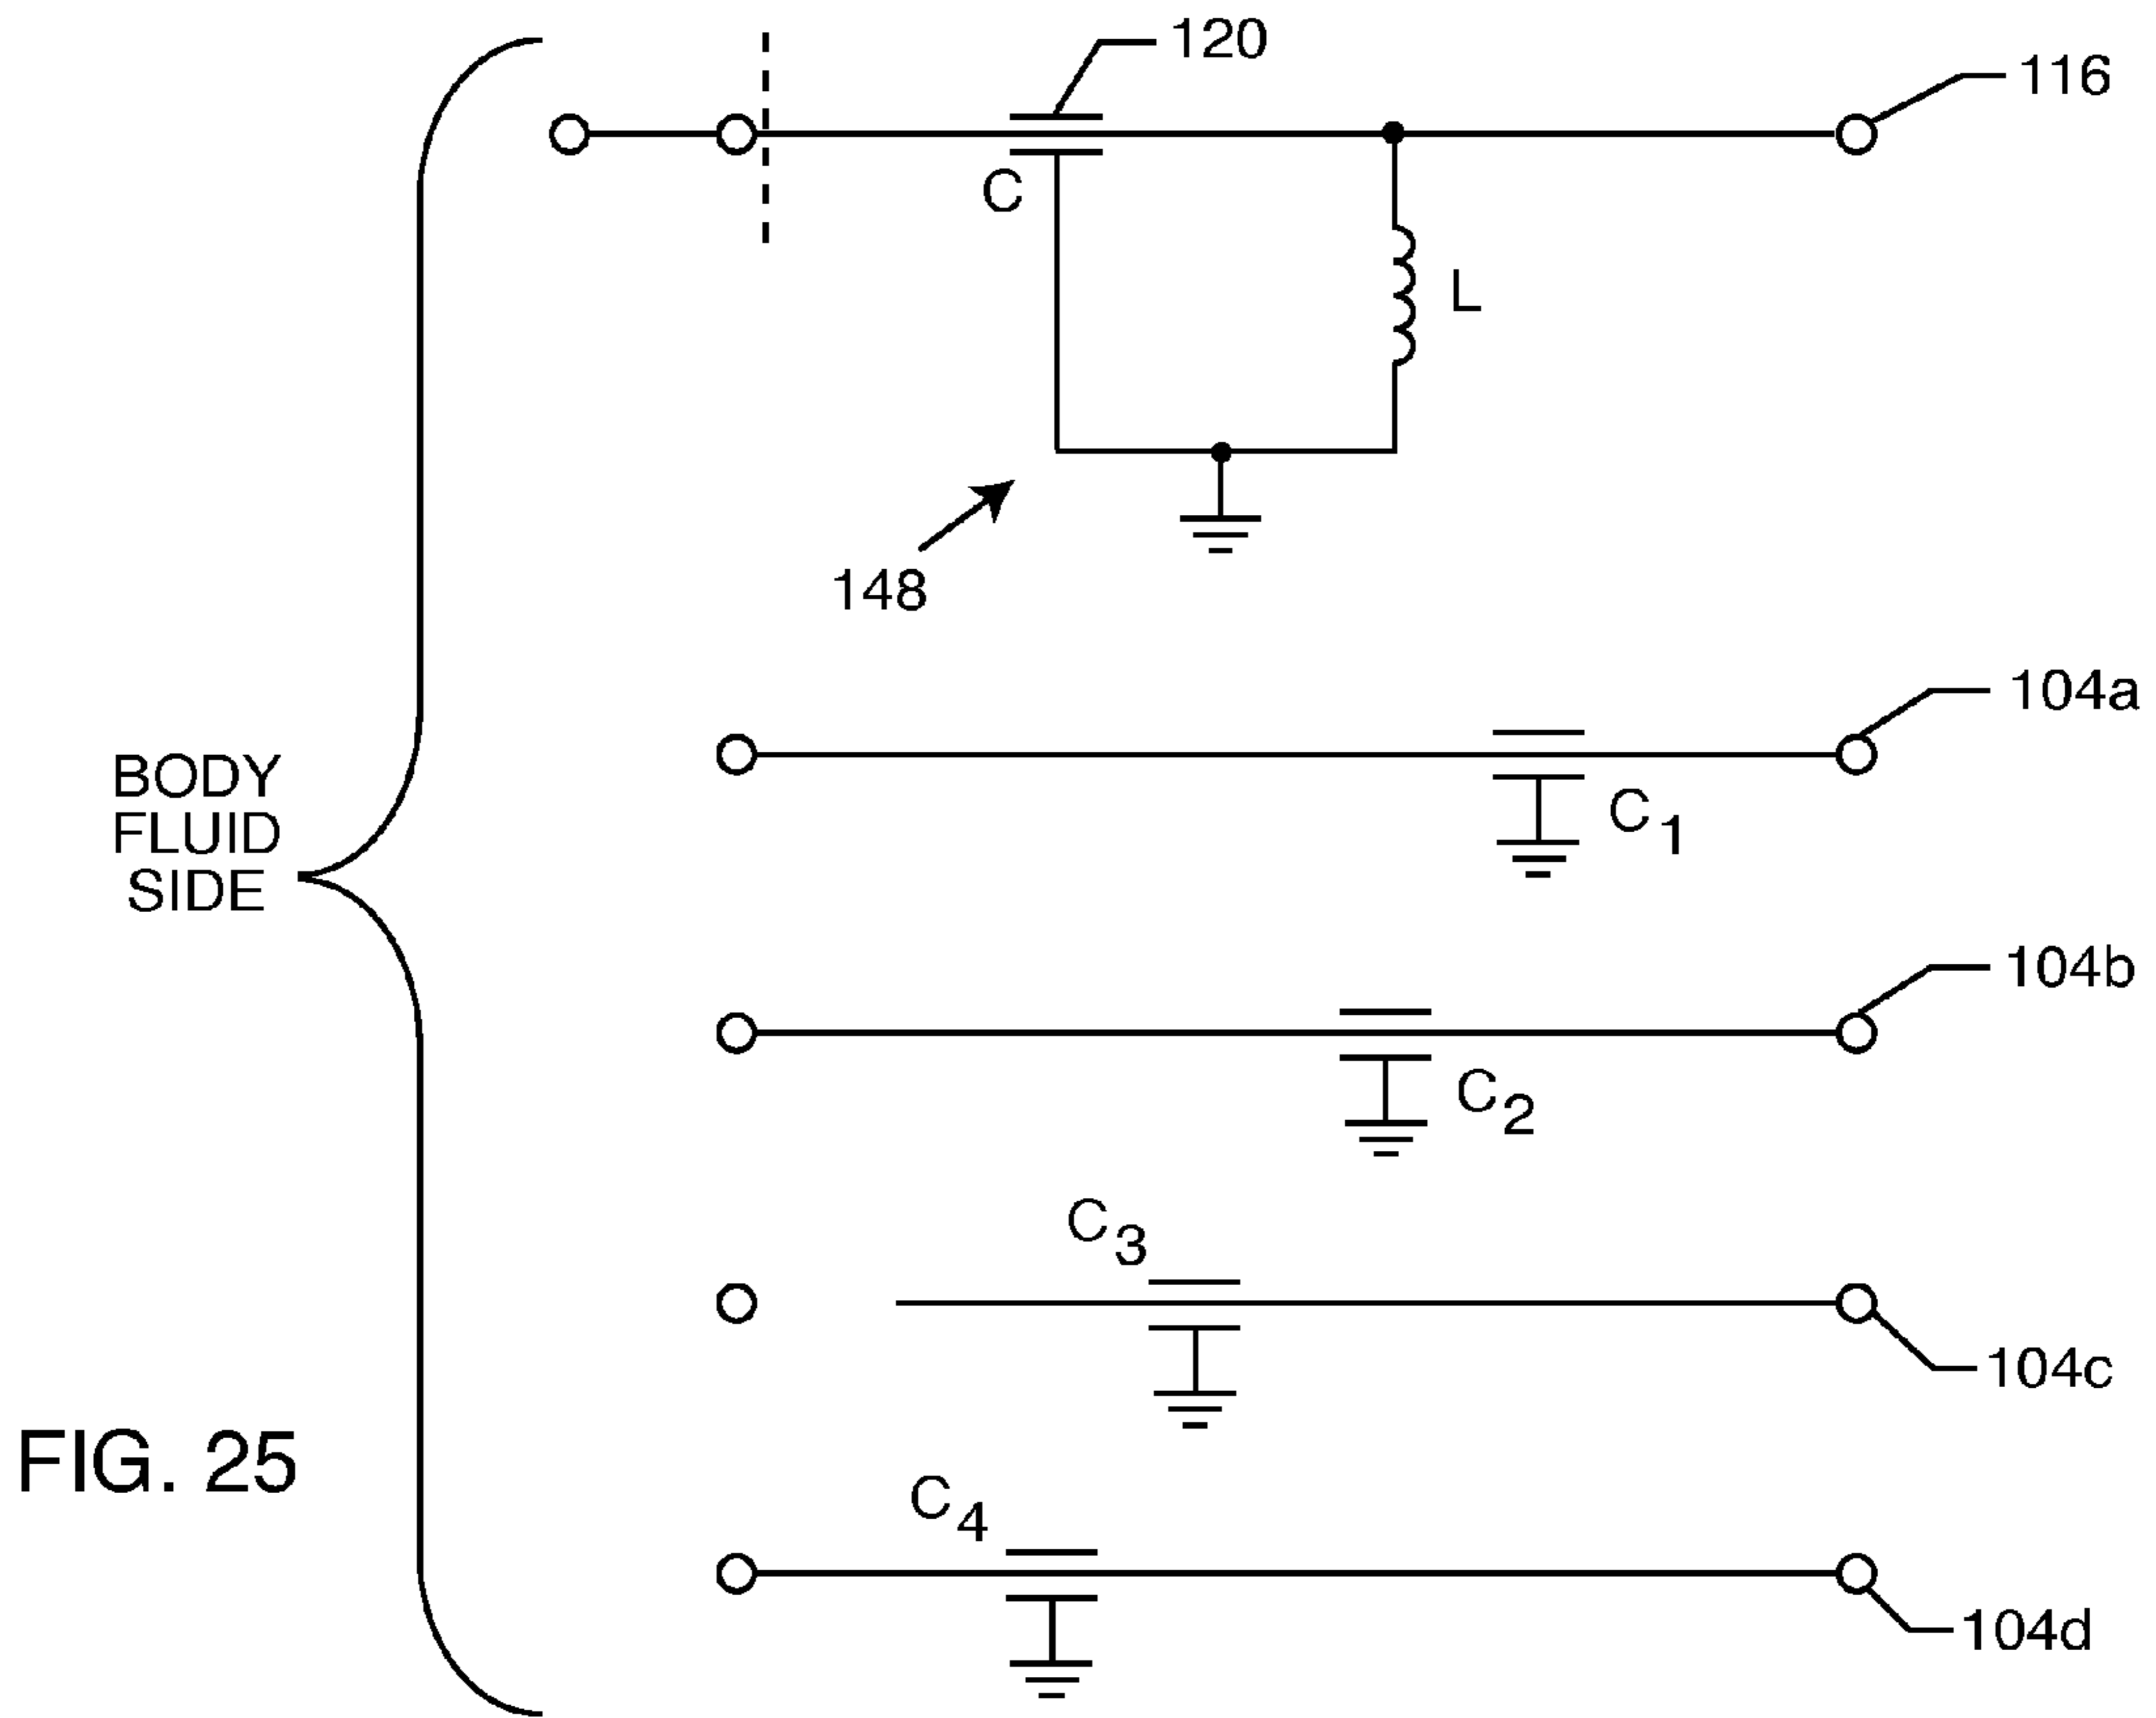 120
116
C
L
148
104a
C1
BODY
FLUID
SIDE
104b
C2
C3
104c
FIG. 25
C4
104d